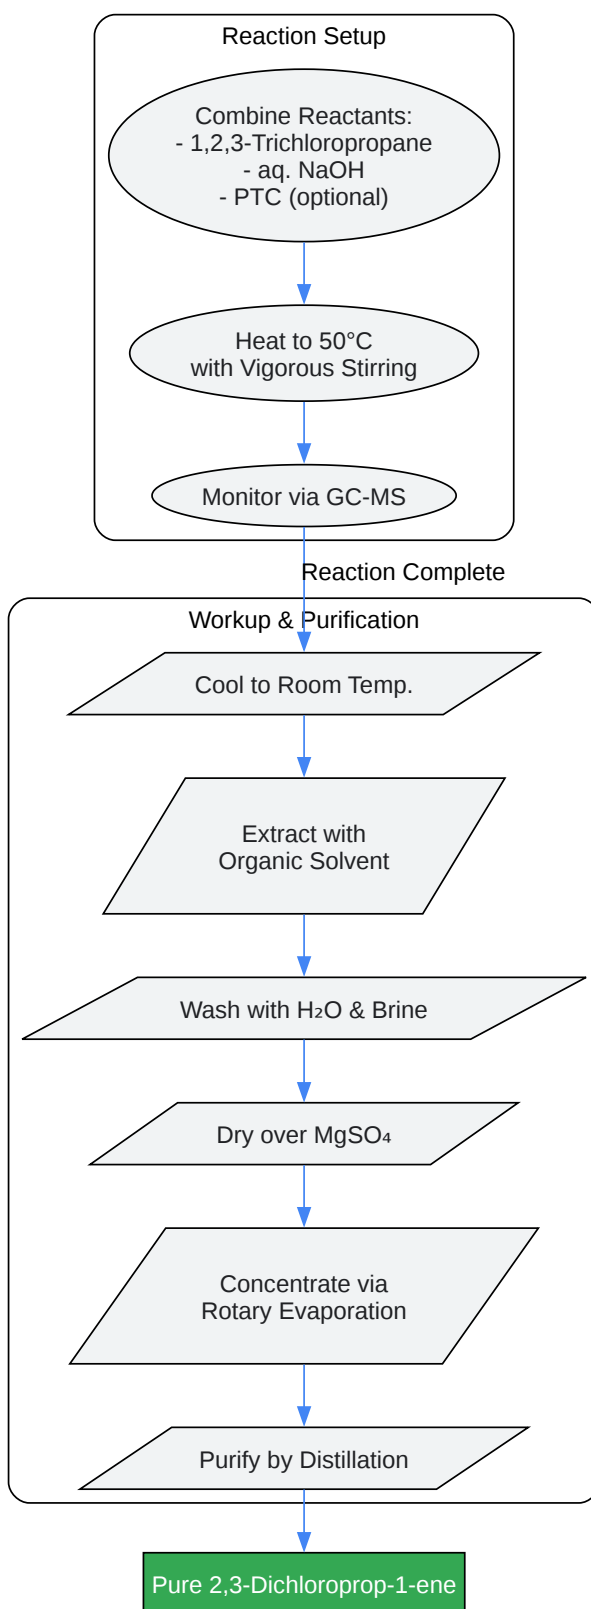 Reaction Setup
Combine Reactants:
- 1,2,3-Trichloropropane
- aq. NaOH
- PTC (optional)
Heat to 50°C
with Vigorous Stirring
Monitor via GC-MS
Reaction Complete
Workup & Purification
Cool to Room Temp.
Extract with
Organic Solvent
Wash with H₂O & Brine
Dry over MgSO₄
Concentrate via
Rotary Evaporation
Purify by Distillation
Pure 2,3-Dichloroprop-1-ene